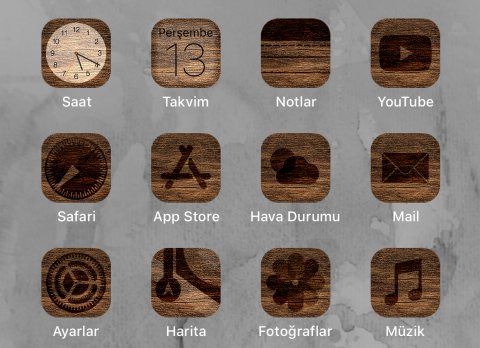 12
11 1
10 2
9 3
8 4
7 5
6
Perşembe
13
Saat Takvim Notlar YouTube
Safari App Store Hava Durumu Mail
Ayarlar Harita Fotoğraflar Müzik